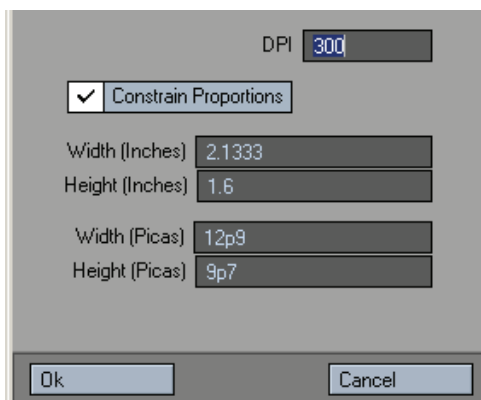 DPI 300
Constrain Proportions
Width (Inches) 2.1333
Height (Inches) 1.6
Width (Picas) 12p9
Height (Picas) 9p7
Ok Cancel